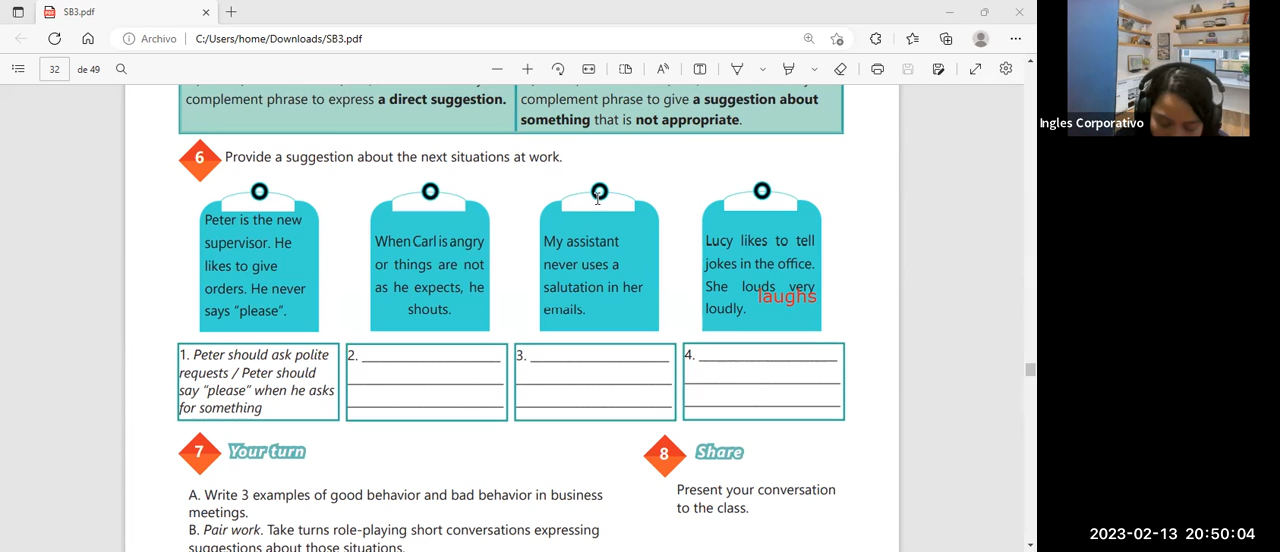 SB3.pdf
Archivo
C:/Users/home/Downloads/SB3.pdf
32
de 49
complement phrase to express a direct suggestion.
complement phrase to give a suggestion about
something that is not appropriate.
6
Provide a suggestion about the next situations at work.
Peter is the new
supervisor. He
likes to give
orders. He never
says “please”.
When Carl is angry
or things are not
as he expects, he
shouts.
My assistant
never uses a
salutation in her
emails.
Lucy likes to tell
jokes in the office.
She louds very
laughs
loudly.
1. Peter should ask polite
requests / Peter should
say “please” when he asks
for something
2.
3.
4.
7
Your turn
A. Write 3 examples of good behavior and bad behavior in business
meetings.
B. Pair work. Take turns role-playing short conversations expressing
suggestions about those situations.
8
Share
Present your conversation
to the class.
Ingles Corporativo
2023-02-13 20:50:04